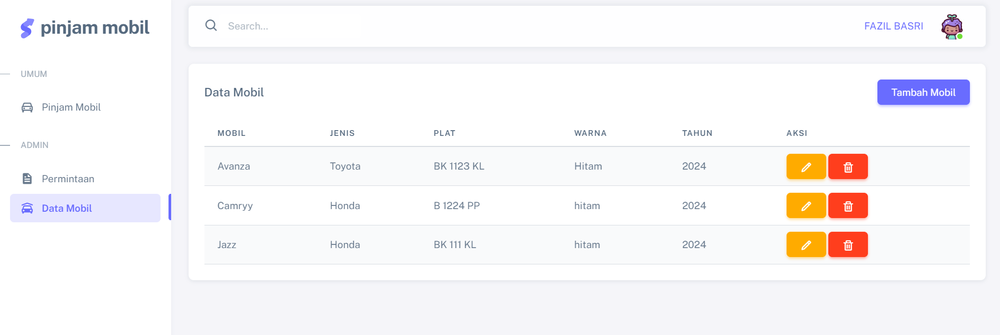 pinjam mobil
UMUM
Pinjam Mobil
ADMIN
Permintaan
Data Mobil
Search...
FAZIL BASRI
Data Mobil
Tambah Mobil
MOBIL JENIS PLAT WARNA TAHUN AKSI
Avanza Toyota BK 1123 KL Hitam 2024
Camryy Honda B 1224 PP hitam 2024
Jazz Honda BK 111 KL hitam 2024